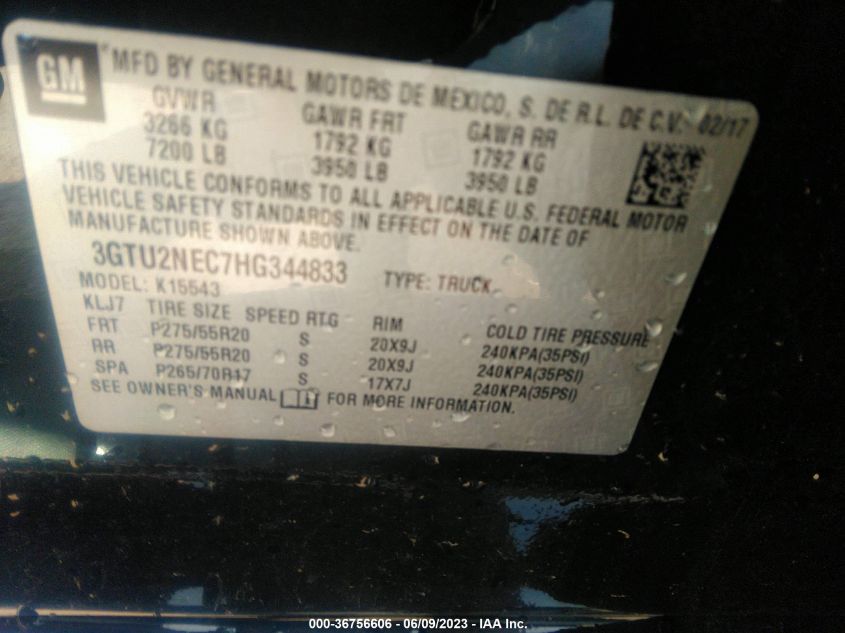 GM
MFD BY GENERAL MOTORS DE MEXICO, S. DE R.L. DE C.V. 02/17
GVWR GAWR FRT GAWR RR
3266 KG 1792 KG 1792 KG
7200 LB 3950 LB 3950 LB
THIS VEHICLE CONFORMS TO ALL APPLICABLE U.S. FEDERAL MOTOR
VEHICLE SAFETY STANDARDS IN EFFECT ON THE DATE OF
MANUFACTURE SHOWN ABOVE.
3GTU2NEC7HG344833 TYPE: TRUCK
MODEL: K15543
KLJ7 TIRE SIZE SPEED RTG RIM COLD TIRE PRESSURE
FRT P275/55R20 S 20X9J 240KPA(35PSI)
RR P275/55R20 S 20X9J 240KPA(35PSI)
SPA P265/70R17 S 17X7J 240KPA(35PSI)
SEE OWNER'S MANUAL FOR MORE INFORMATION.
000-36756606 - 06/09/2023 - IAA Inc.